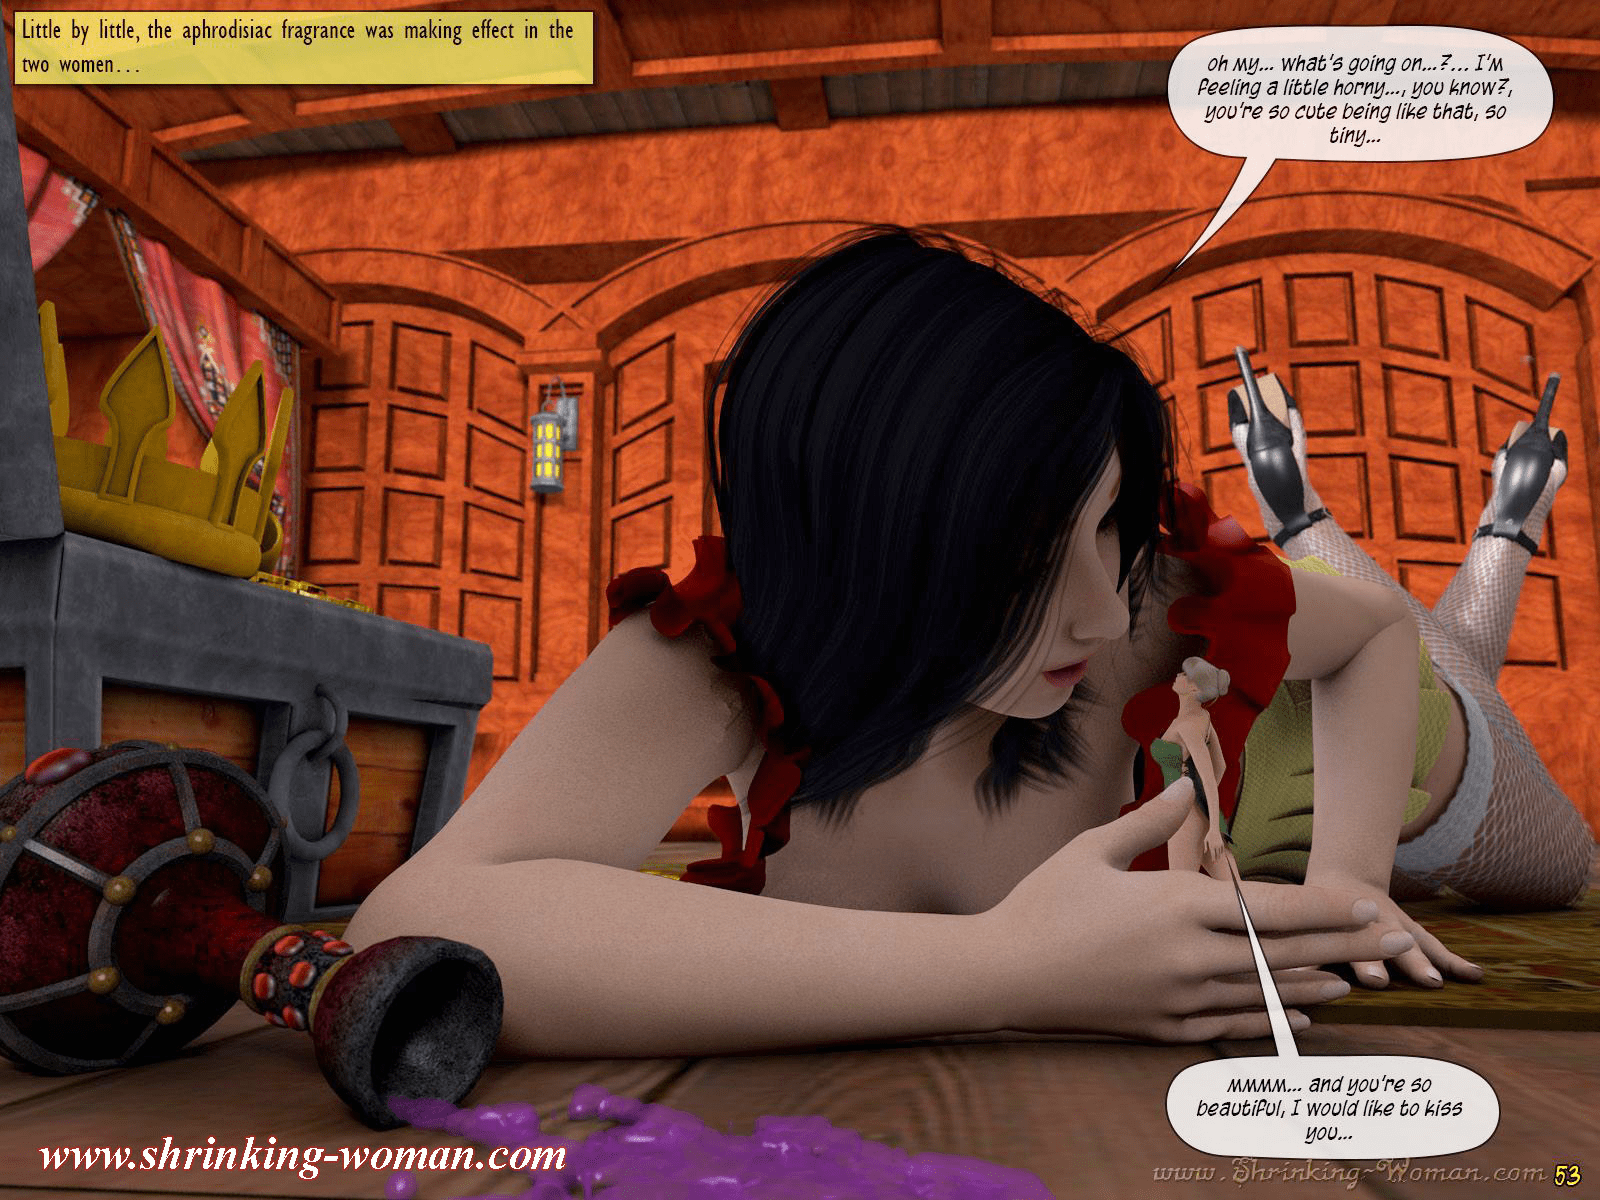 Little by little, the aphrodisiac fragrance was making effect in the
two women...
oh my... what's going on...?... I'm
feeling a little horny..., you know?,
you're so cute being like that, so
tiny...
mmmm... and you're so
beautiful, I would like to kiss
you...
www.shrinking-woman.com
www.Shrinking-Woman.com 53